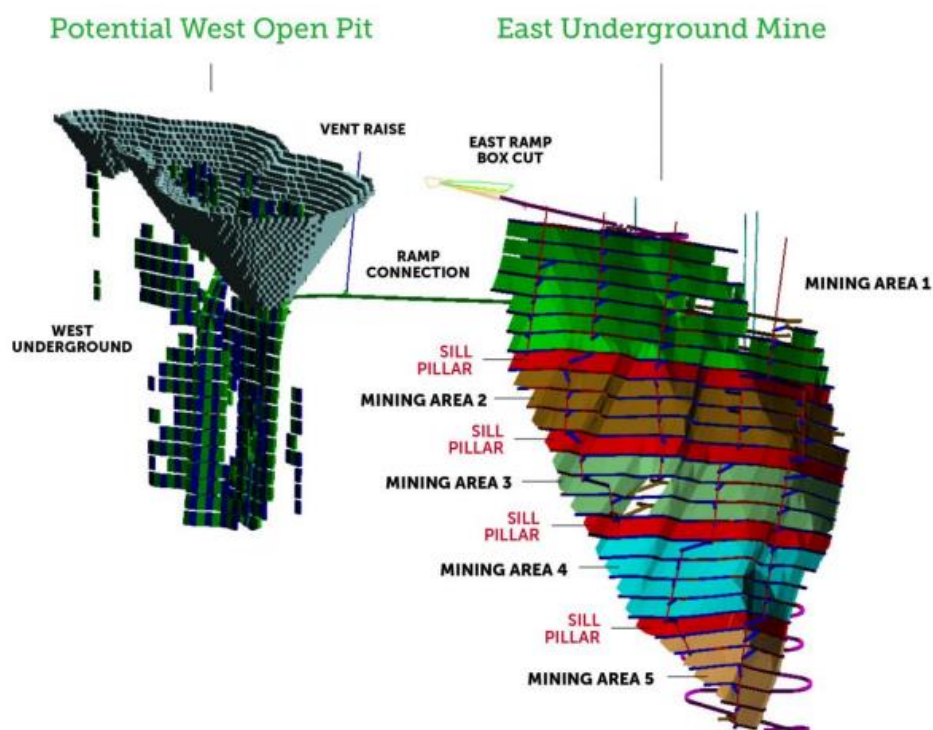 Potential West Open Pit
East Underground Mine
VENT RAISE
EAST RAMP
BOX CUT
RAMP
CONNECTION
MINING AREA 1
WEST
UNDERGROUND
SILL
PILLAR
MINING AREA 2
SILL
PILLAR
MINING AREA 3
SILL
PILLAR
MINING AREA 4
SILL
PILLAR
MINING AREA 5